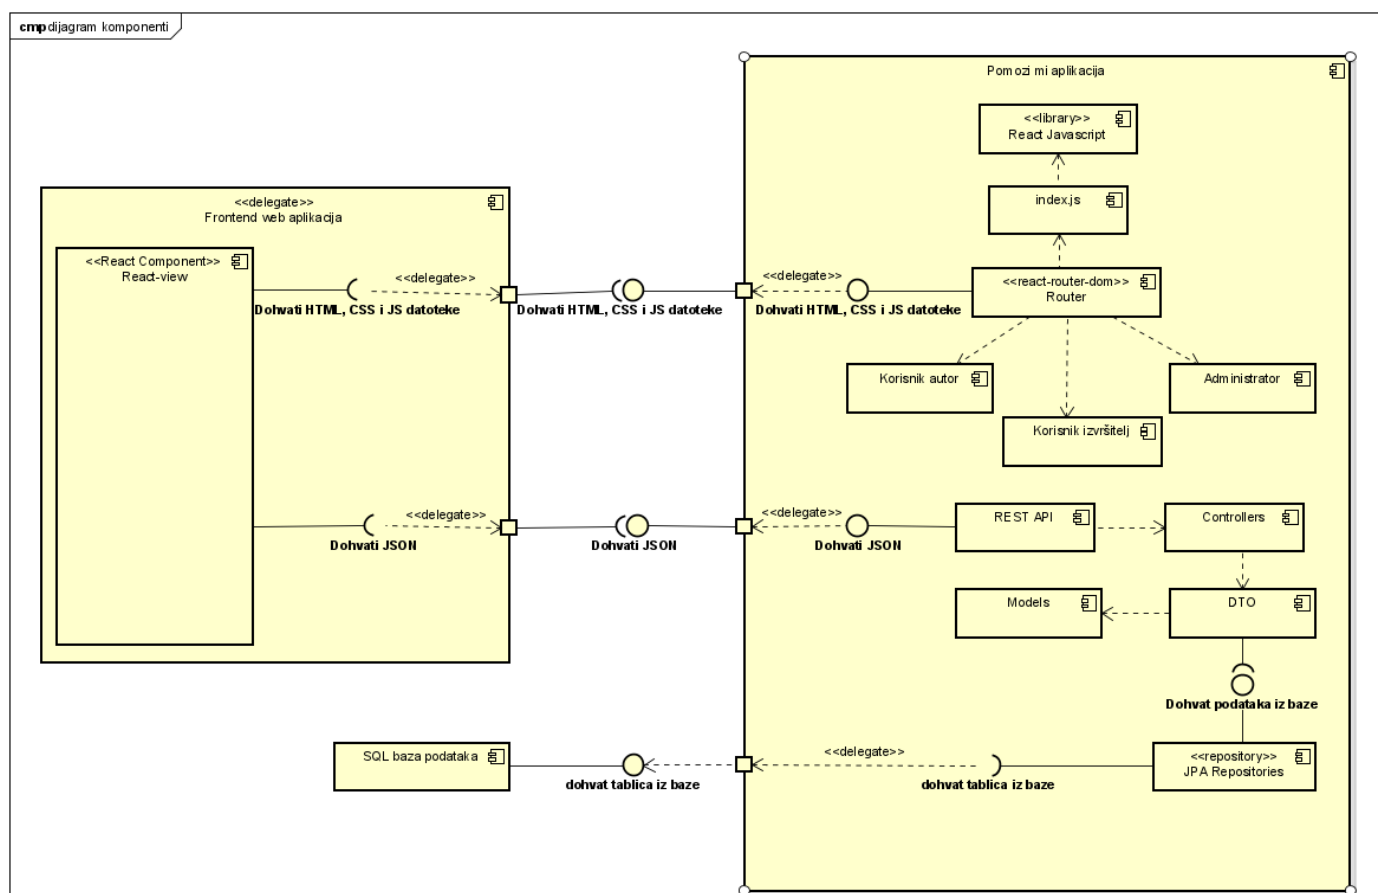 cmp dijagram komponenti
Pomozi mi aplikacija
<<library>>
React Javascript
index.js
<<delegate>>
Frontend web aplikacija
<<React Component>>
React-view
<<delegate>>
Dohvati HTML, CSS i JS datoteke
Dohvati HTML, CSS i JS datoteke
<<delegate>>
Dohvati HTML, CSS i JS datoteke
<<react-router-dom>>
Router
Korisnik autor
Administrator
Korisnik izvršitelj
<<delegate>>
Dohvati JSON
Dohvati JSON
<<delegate>>
Dohvati JSON
REST API
Controllers
Models
DTO
Dohvat podataka iz baze
SQL baza podataka
dohvat tablica iz baze
<<delegate>>
dohvat tablica iz baze
<<repository>>
JPA Repositories